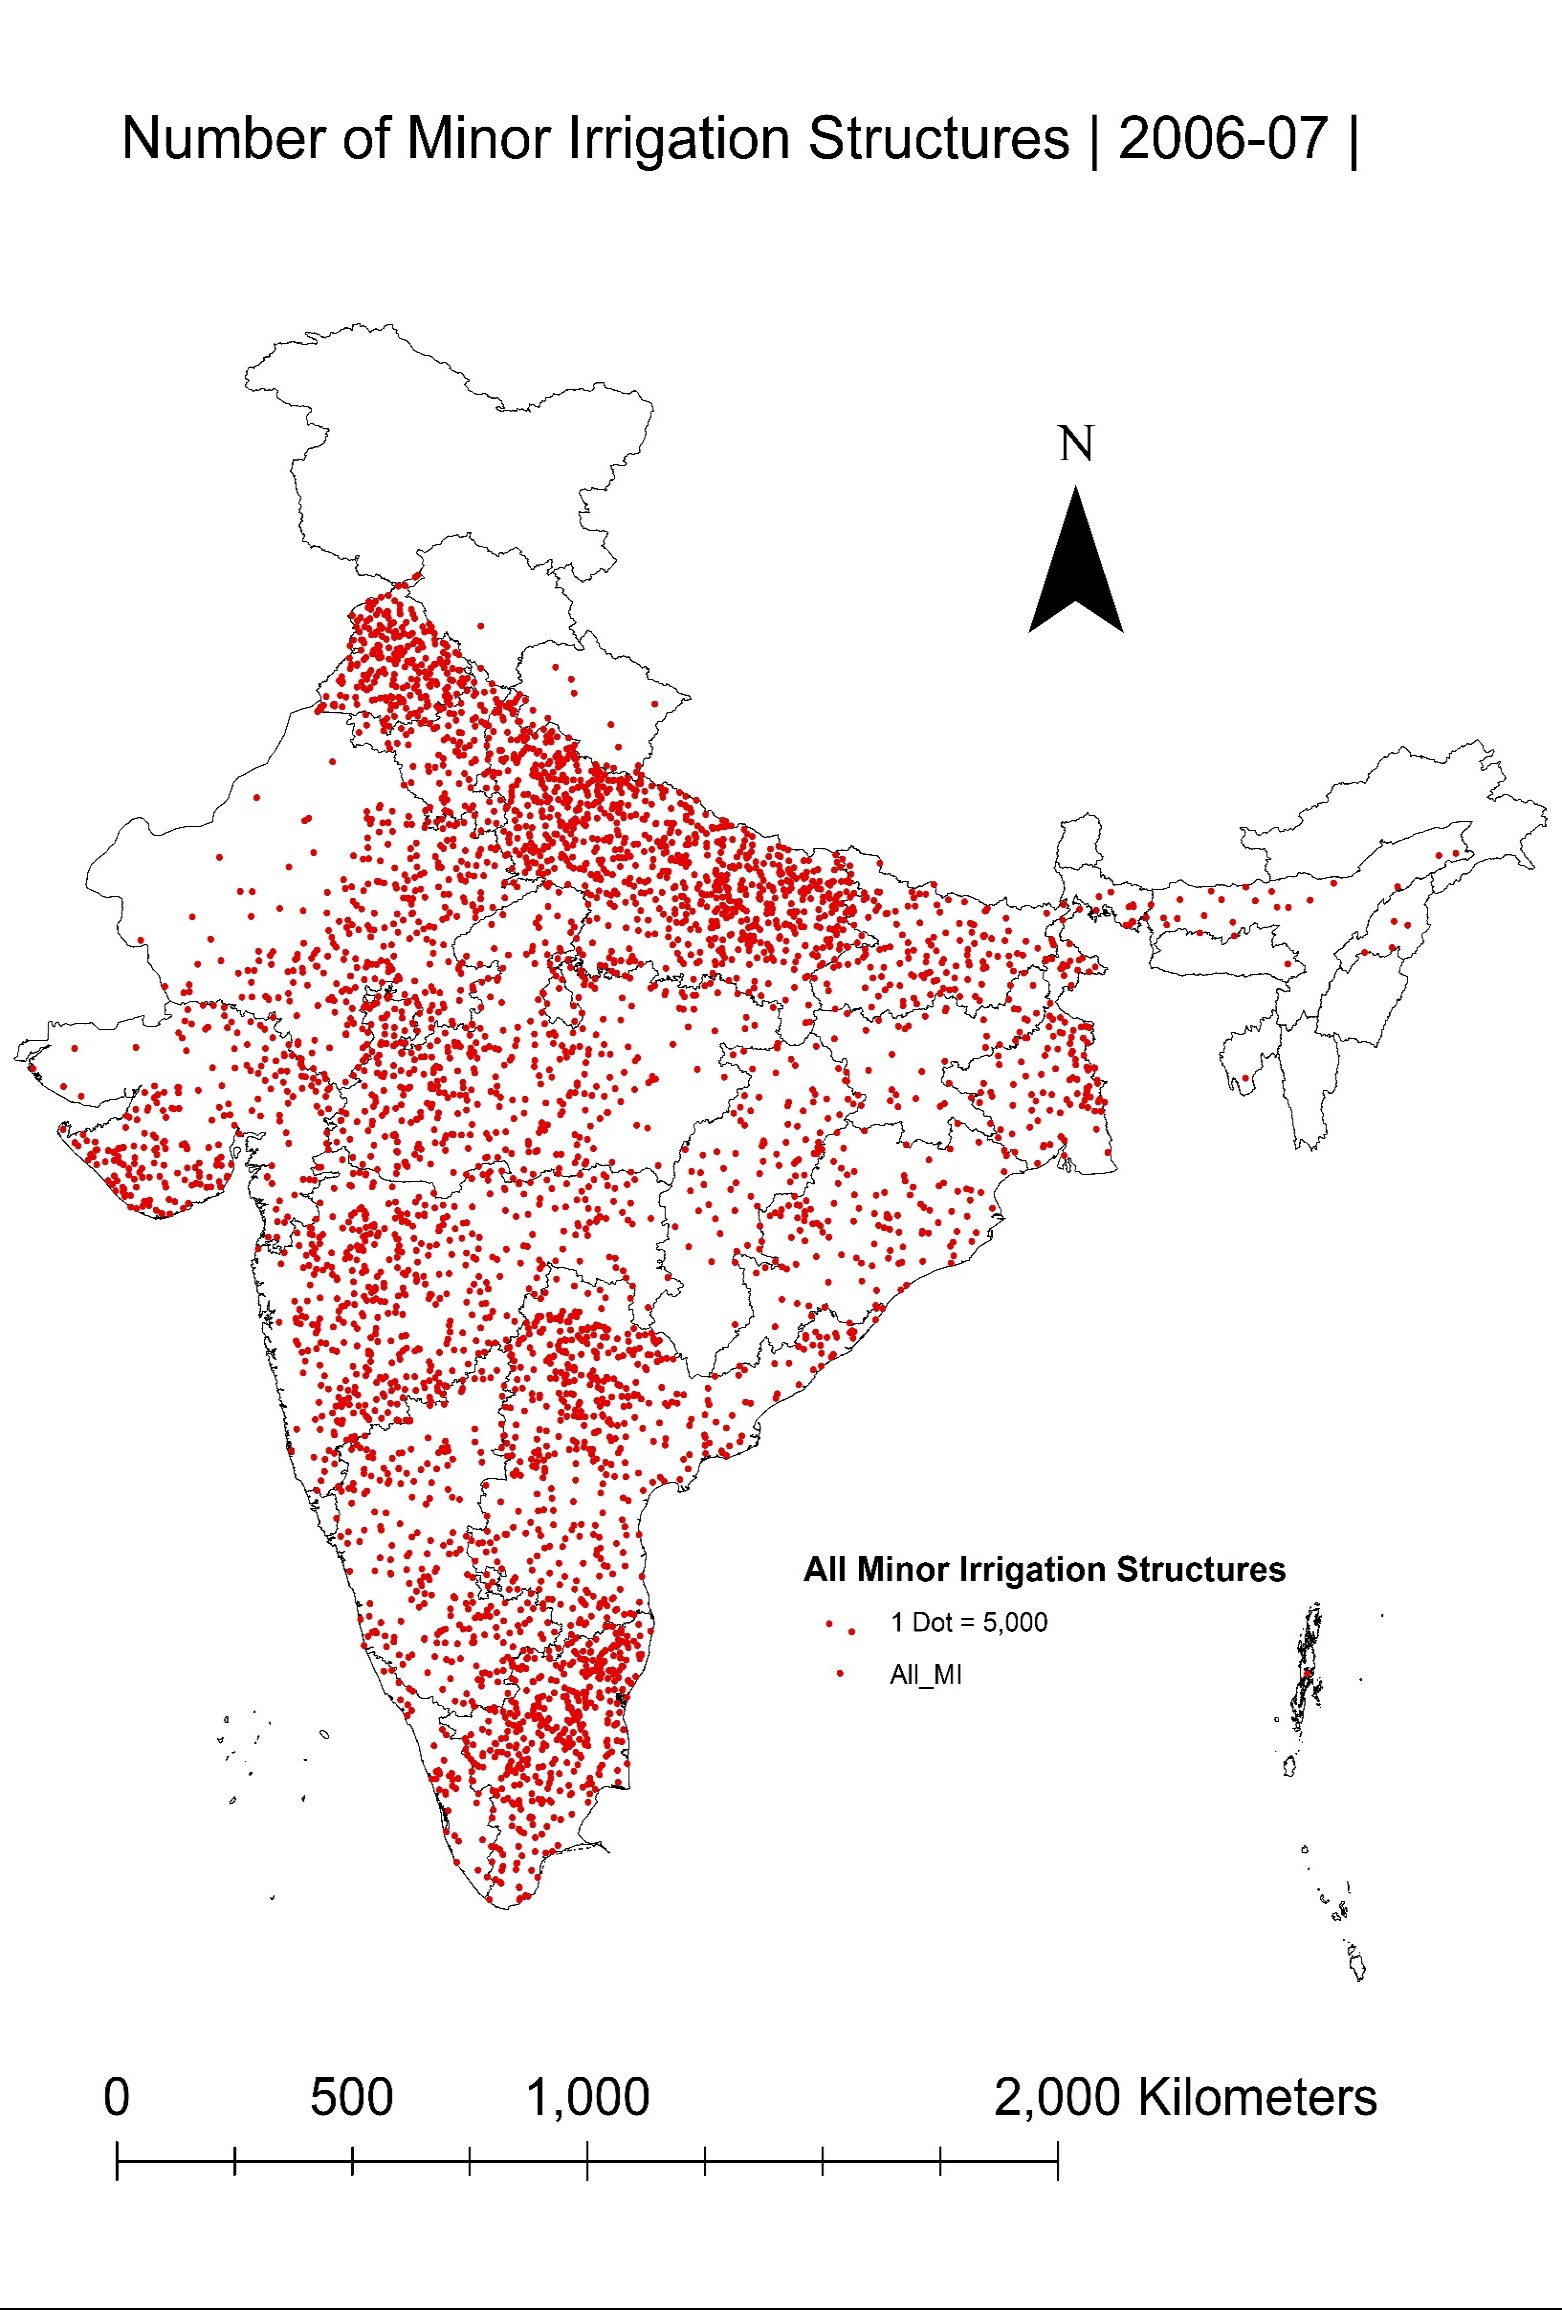 Number of Minor Irrigation Structures | 2006-07 |
N
All Minor Irrigation Structures
1 Dot = 5,000
All_MI
0 500 1,000 2,000 Kilometers